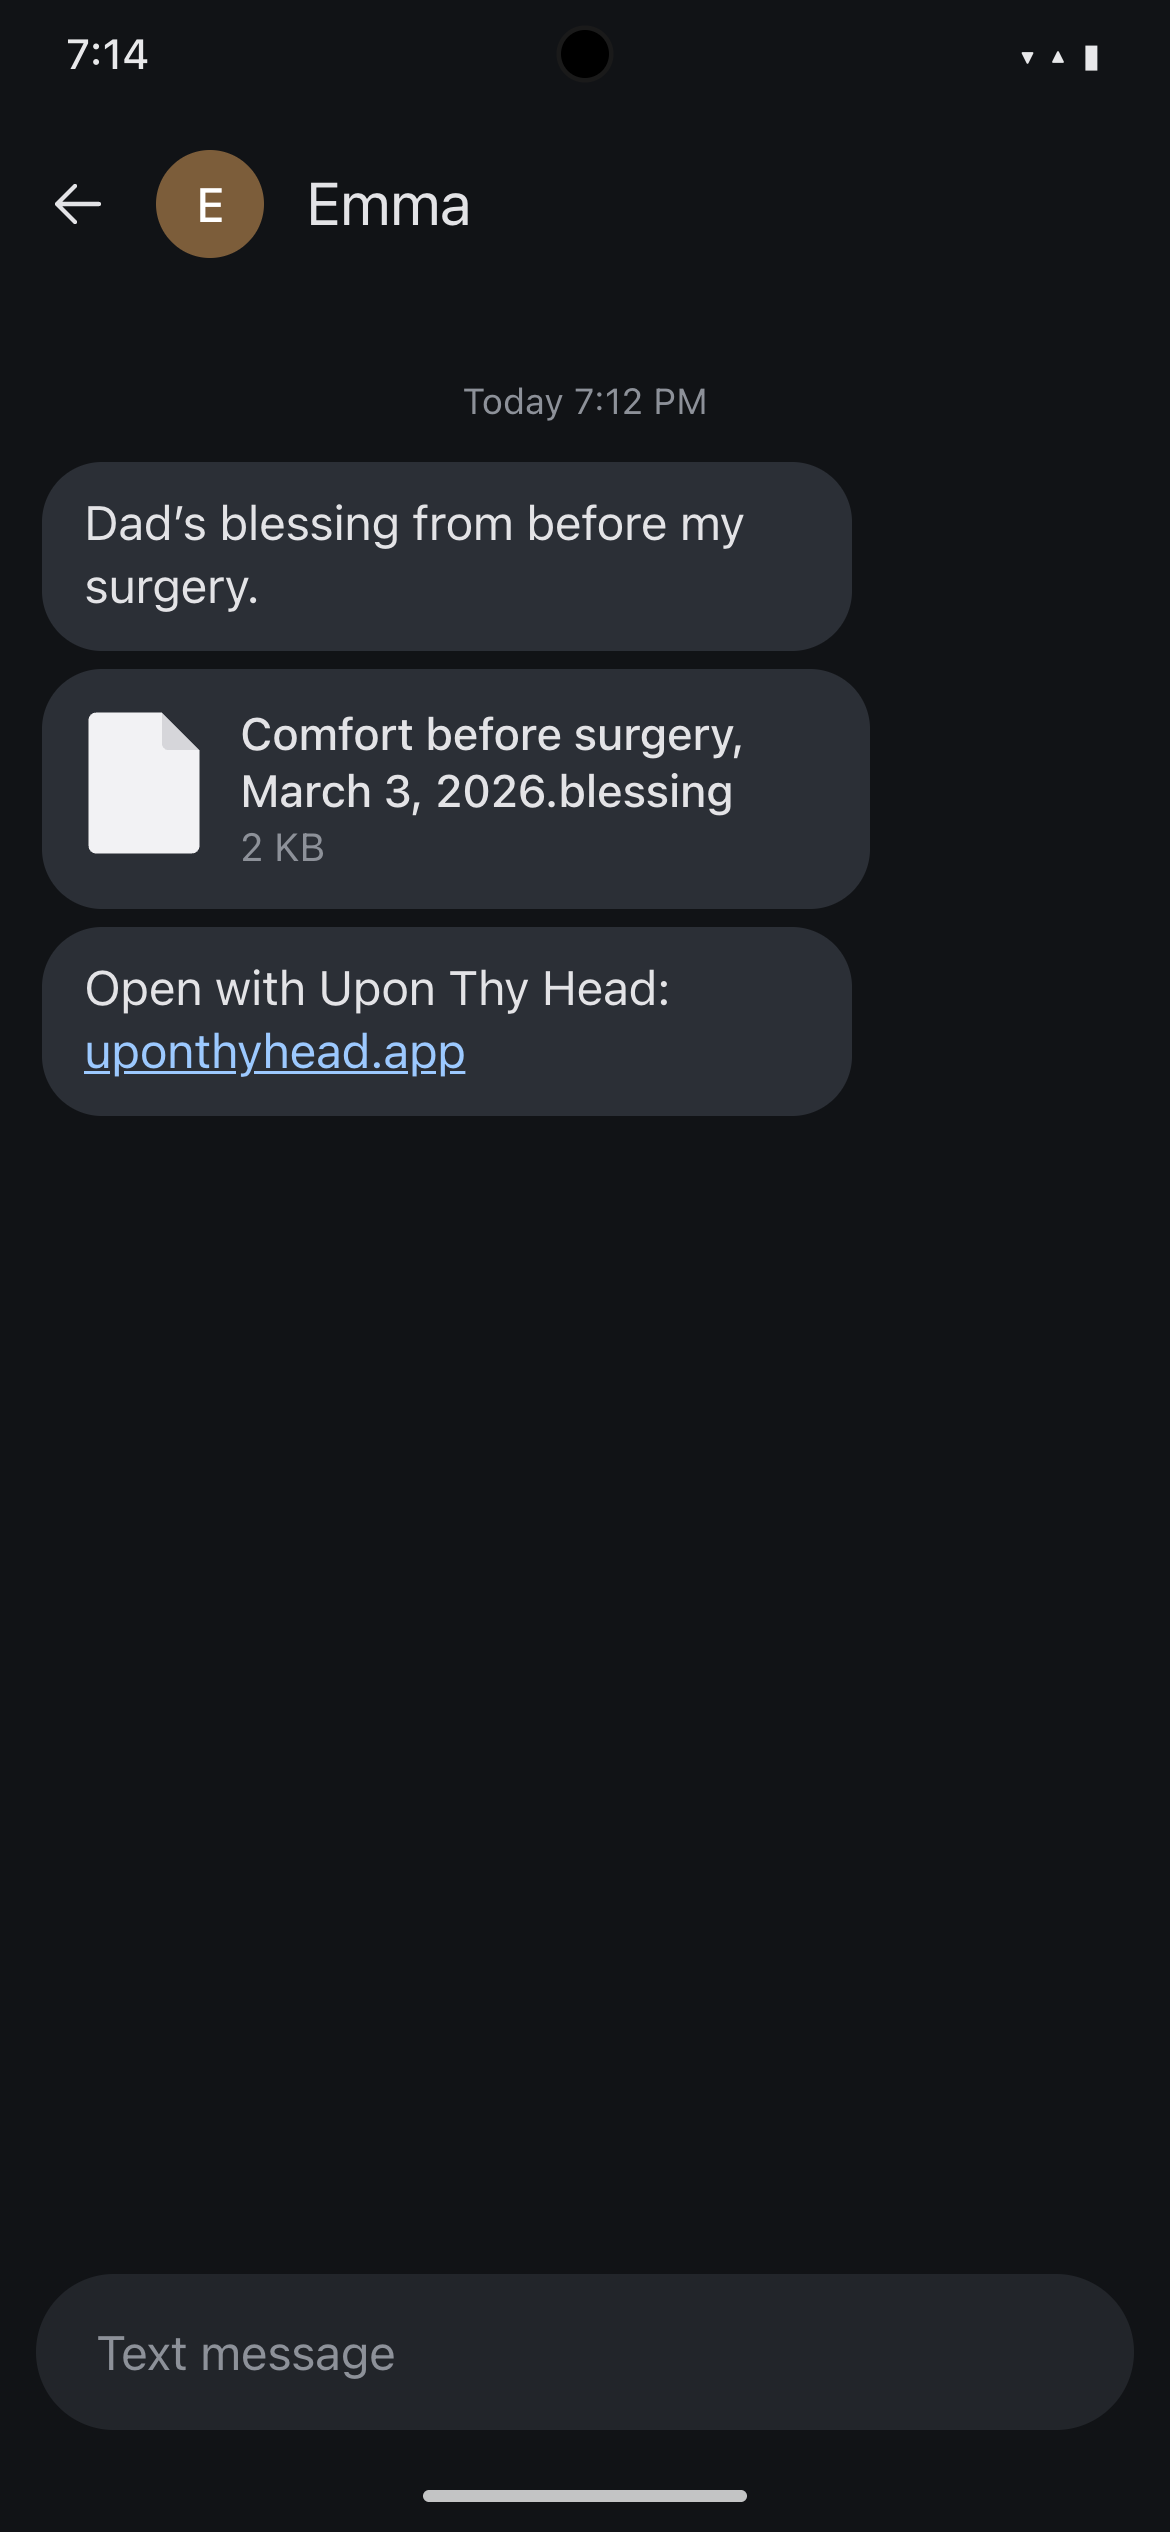 7:14
E
Emma
Today 7:12 PM
Dad’s blessing from before my
surgery.
Comfort before surgery,
March 3, 2026.blessing
2 KB
Open with Upon Thy Head:
uponthyhead.app
Text message